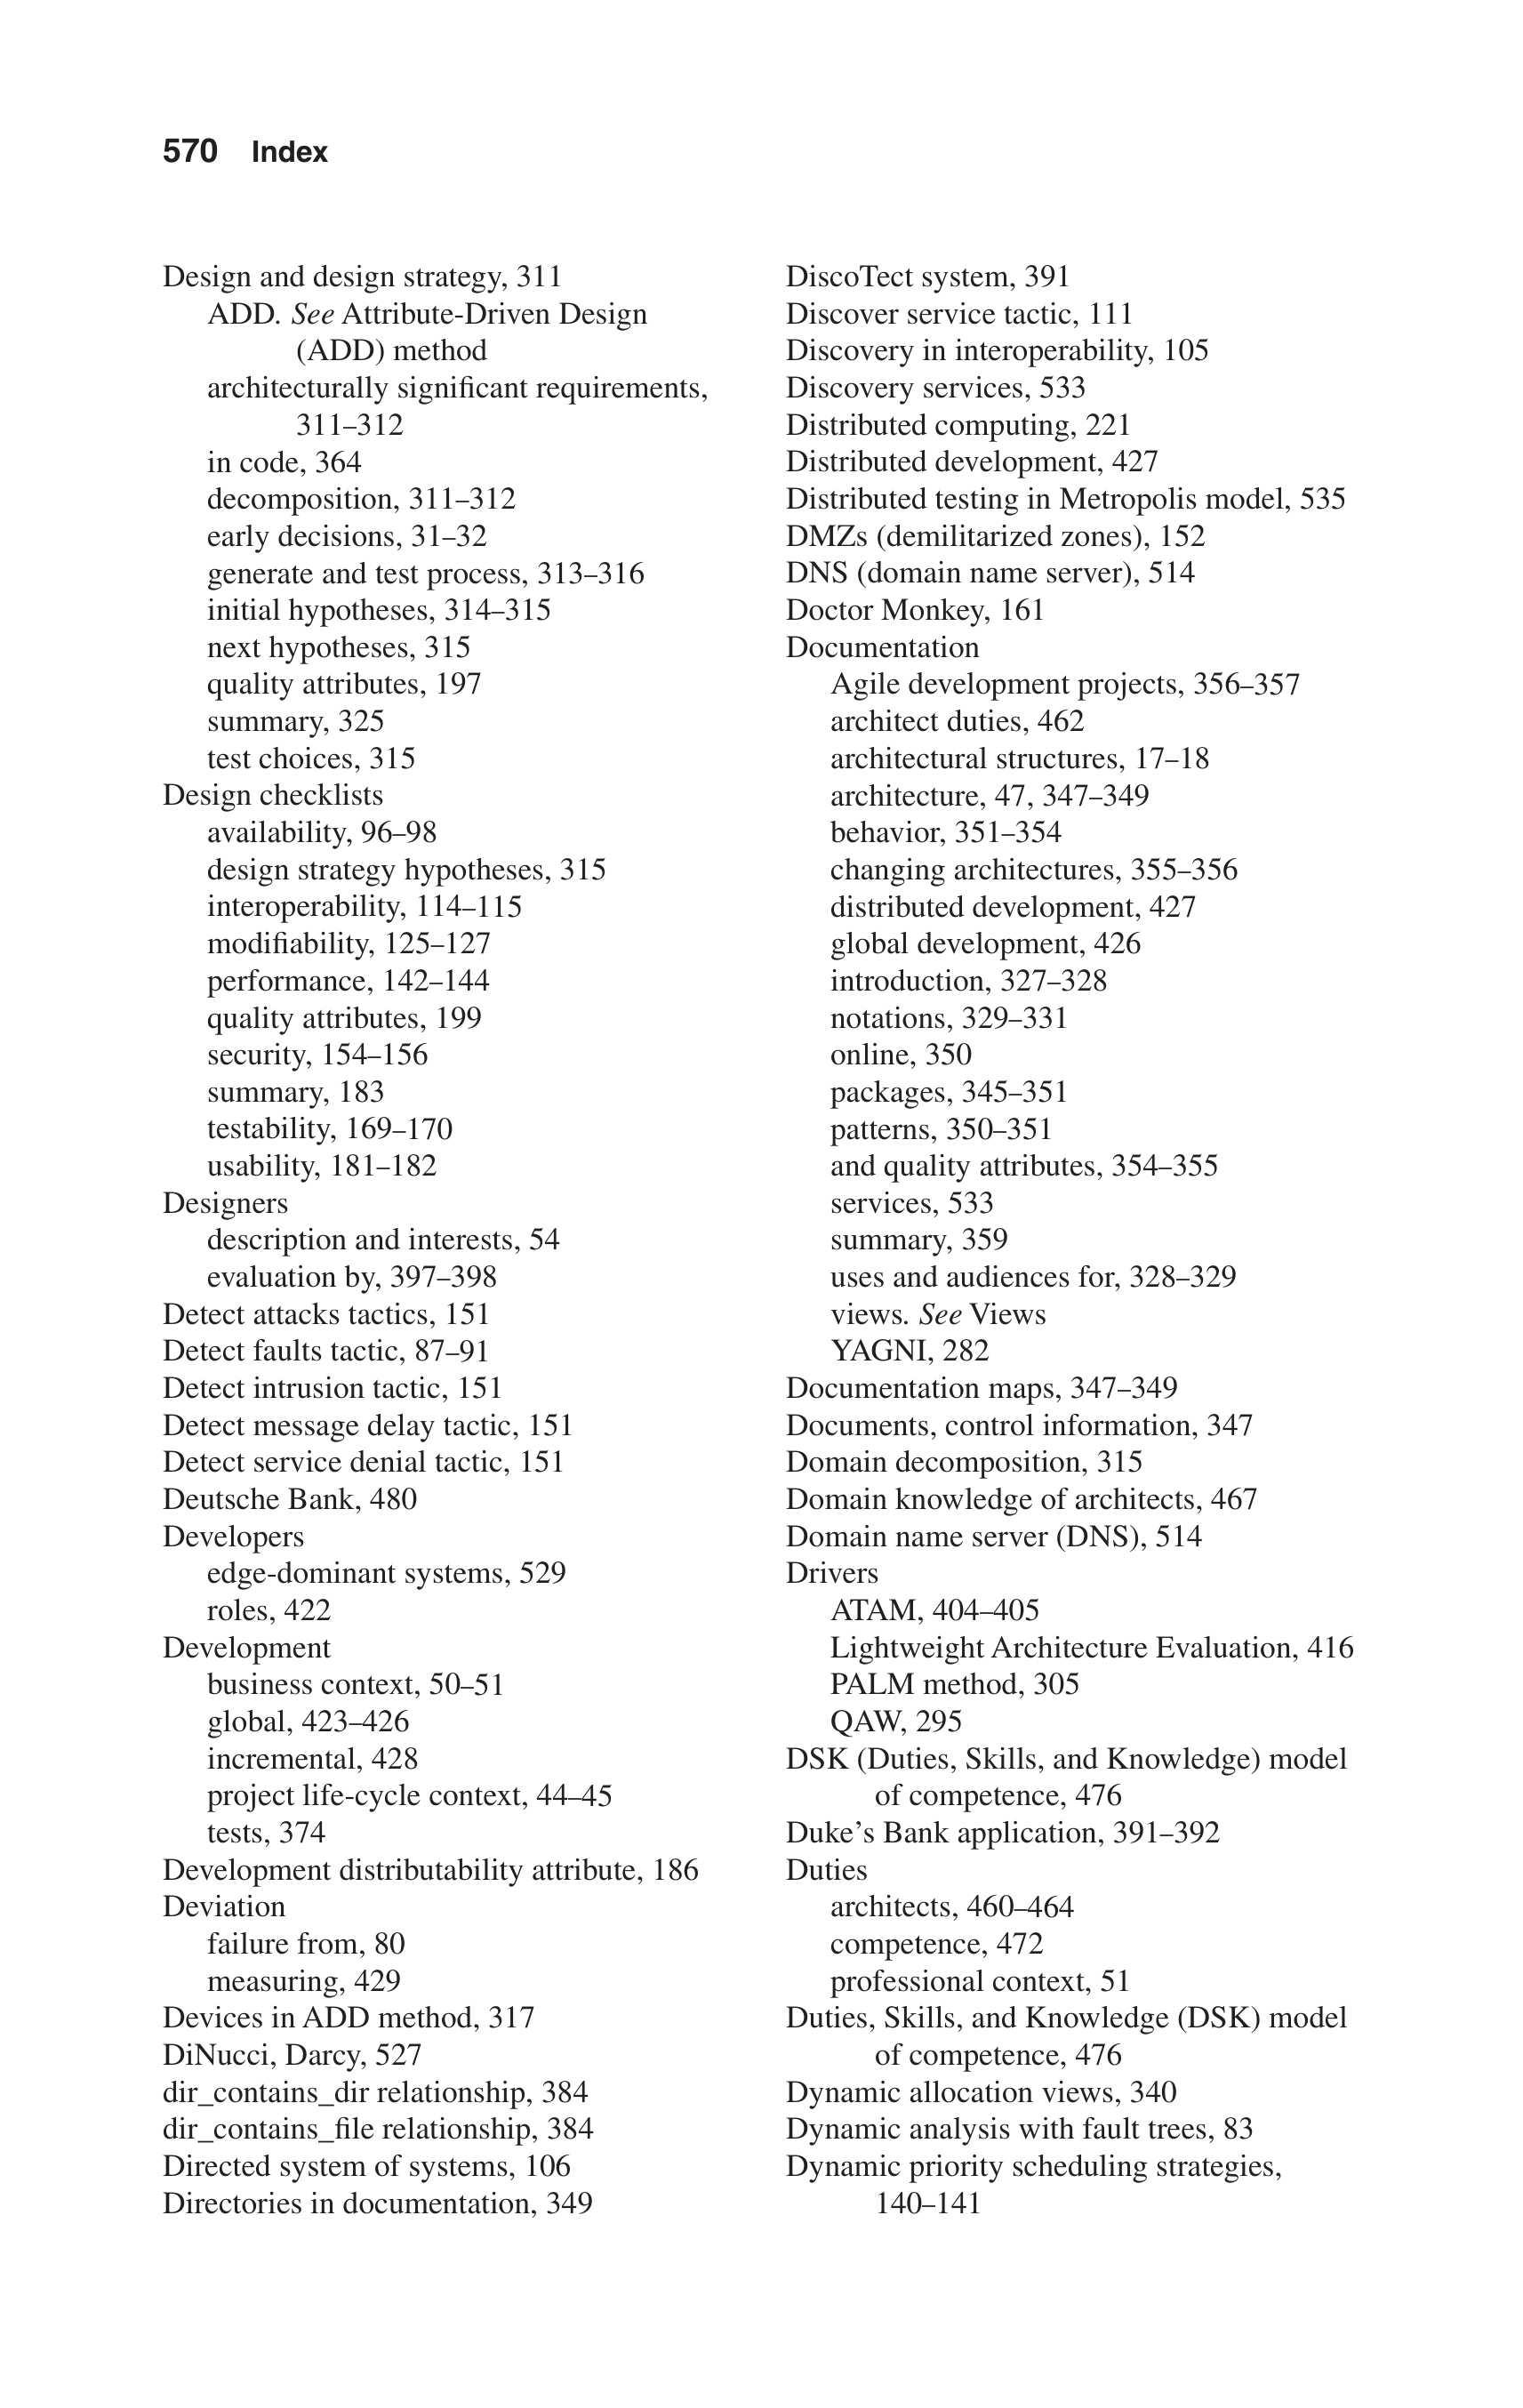 570 Index
Design and design strategy, 311
ADD. See Attribute-Driven Design
(ADD) method
architecturally significant requirements,
311–312
in code, 364
decomposition, 311–312
early decisions, 31–32
generate and test process, 313–316
initial hypotheses, 314–315
next hypotheses, 315
quality attributes, 197
summary, 325
test choices, 315
Design checklists
availability, 96–98
design strategy hypotheses, 315
interoperability, 114–115
modifiability, 125–127
performance, 142–144
quality attributes, 199
security, 154–156
summary, 183
testability, 169–170
usability, 181–182
Designers
description and interests, 54
evaluation by, 397–398
Detect attacks tactics, 151
Detect faults tactic, 87–91
Detect intrusion tactic, 151
Detect message delay tactic, 151
Detect service denial tactic, 151
Deutsche Bank, 480
Developers
edge-dominant systems, 529
roles, 422
Development
business context, 50–51
global, 423–426
incremental, 428
project life-cycle context, 44–45
tests, 374
Development distributability attribute, 186
Deviation
failure from, 80
measuring, 429
Devices in ADD method, 317
DiNucci, Darcy, 527
dir_contains_dir relationship, 384
dir_contains_file relationship, 384
Directed system of systems, 106
Directories in documentation, 349
DiscoTect system, 391
Discover service tactic, 111
Discovery in interoperability, 105
Discovery services, 533
Distributed computing, 221
Distributed development, 427
Distributed testing in Metropolis model, 535
DMZs (demilitarized zones), 152
DNS (domain name server), 514
Doctor Monkey, 161
Documentation
Agile development projects, 356–357
architect duties, 462
architectural structures, 17–18
architecture, 47, 347–349
behavior, 351–354
changing architectures, 355–356
distributed development, 427
global development, 426
introduction, 327–328
notations, 329–331
online, 350
packages, 345–351
patterns, 350–351
and quality attributes, 354–355
services, 533
summary, 359
uses and audiences for, 328–329
views. See Views
YAGNI, 282
Documentation maps, 347–349
Documents, control information, 347
Domain decomposition, 315
Domain knowledge of architects, 467
Domain name server (DNS), 514
Drivers
ATAM, 404–405
Lightweight Architecture Evaluation, 416
PALM method, 305
QAW, 295
DSK (Duties, Skills, and Knowledge) model
of competence, 476
Duke’s Bank application, 391–392
Duties
architects, 460–464
competence, 472
professional context, 51
Duties, Skills, and Knowledge (DSK) model
of competence, 476
Dynamic allocation views, 340
Dynamic analysis with fault trees, 83
Dynamic priority scheduling strategies,
140–141